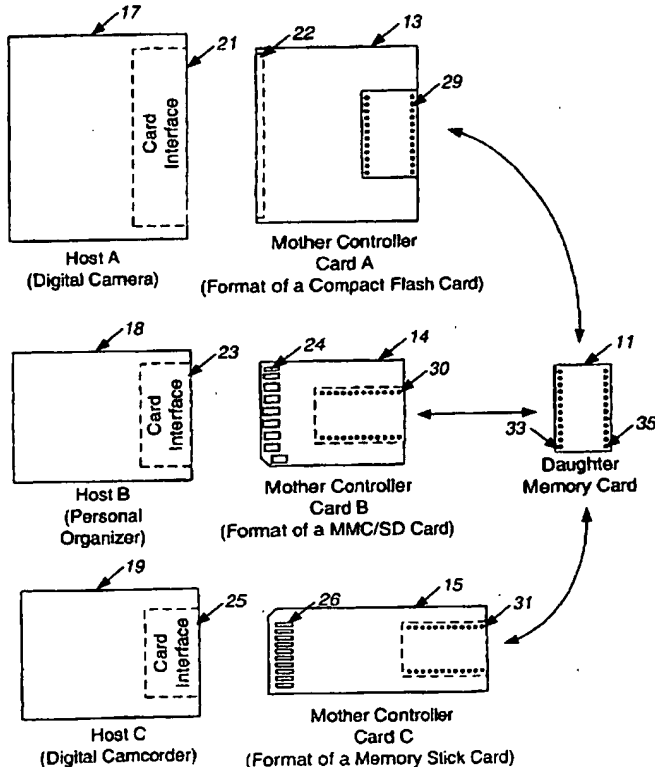 17
21
22
13
29
Card
Interface
Host A
(Digital Camera)
Mother Controller
Card A
(Format of a Compact Flash Card)
18
23
24
14
30
11
Card
Interface
33
35
Host B
(Personal
Organizer)
Mother Controller
Card B
(Format of a MMC/SD Card)
Daughter
Memory Card
19
25
26
15
31
Card
Interface
Host C
(Digital Camcorder)
Mother Controller
Card C
(Format of a Memory Stick Card)